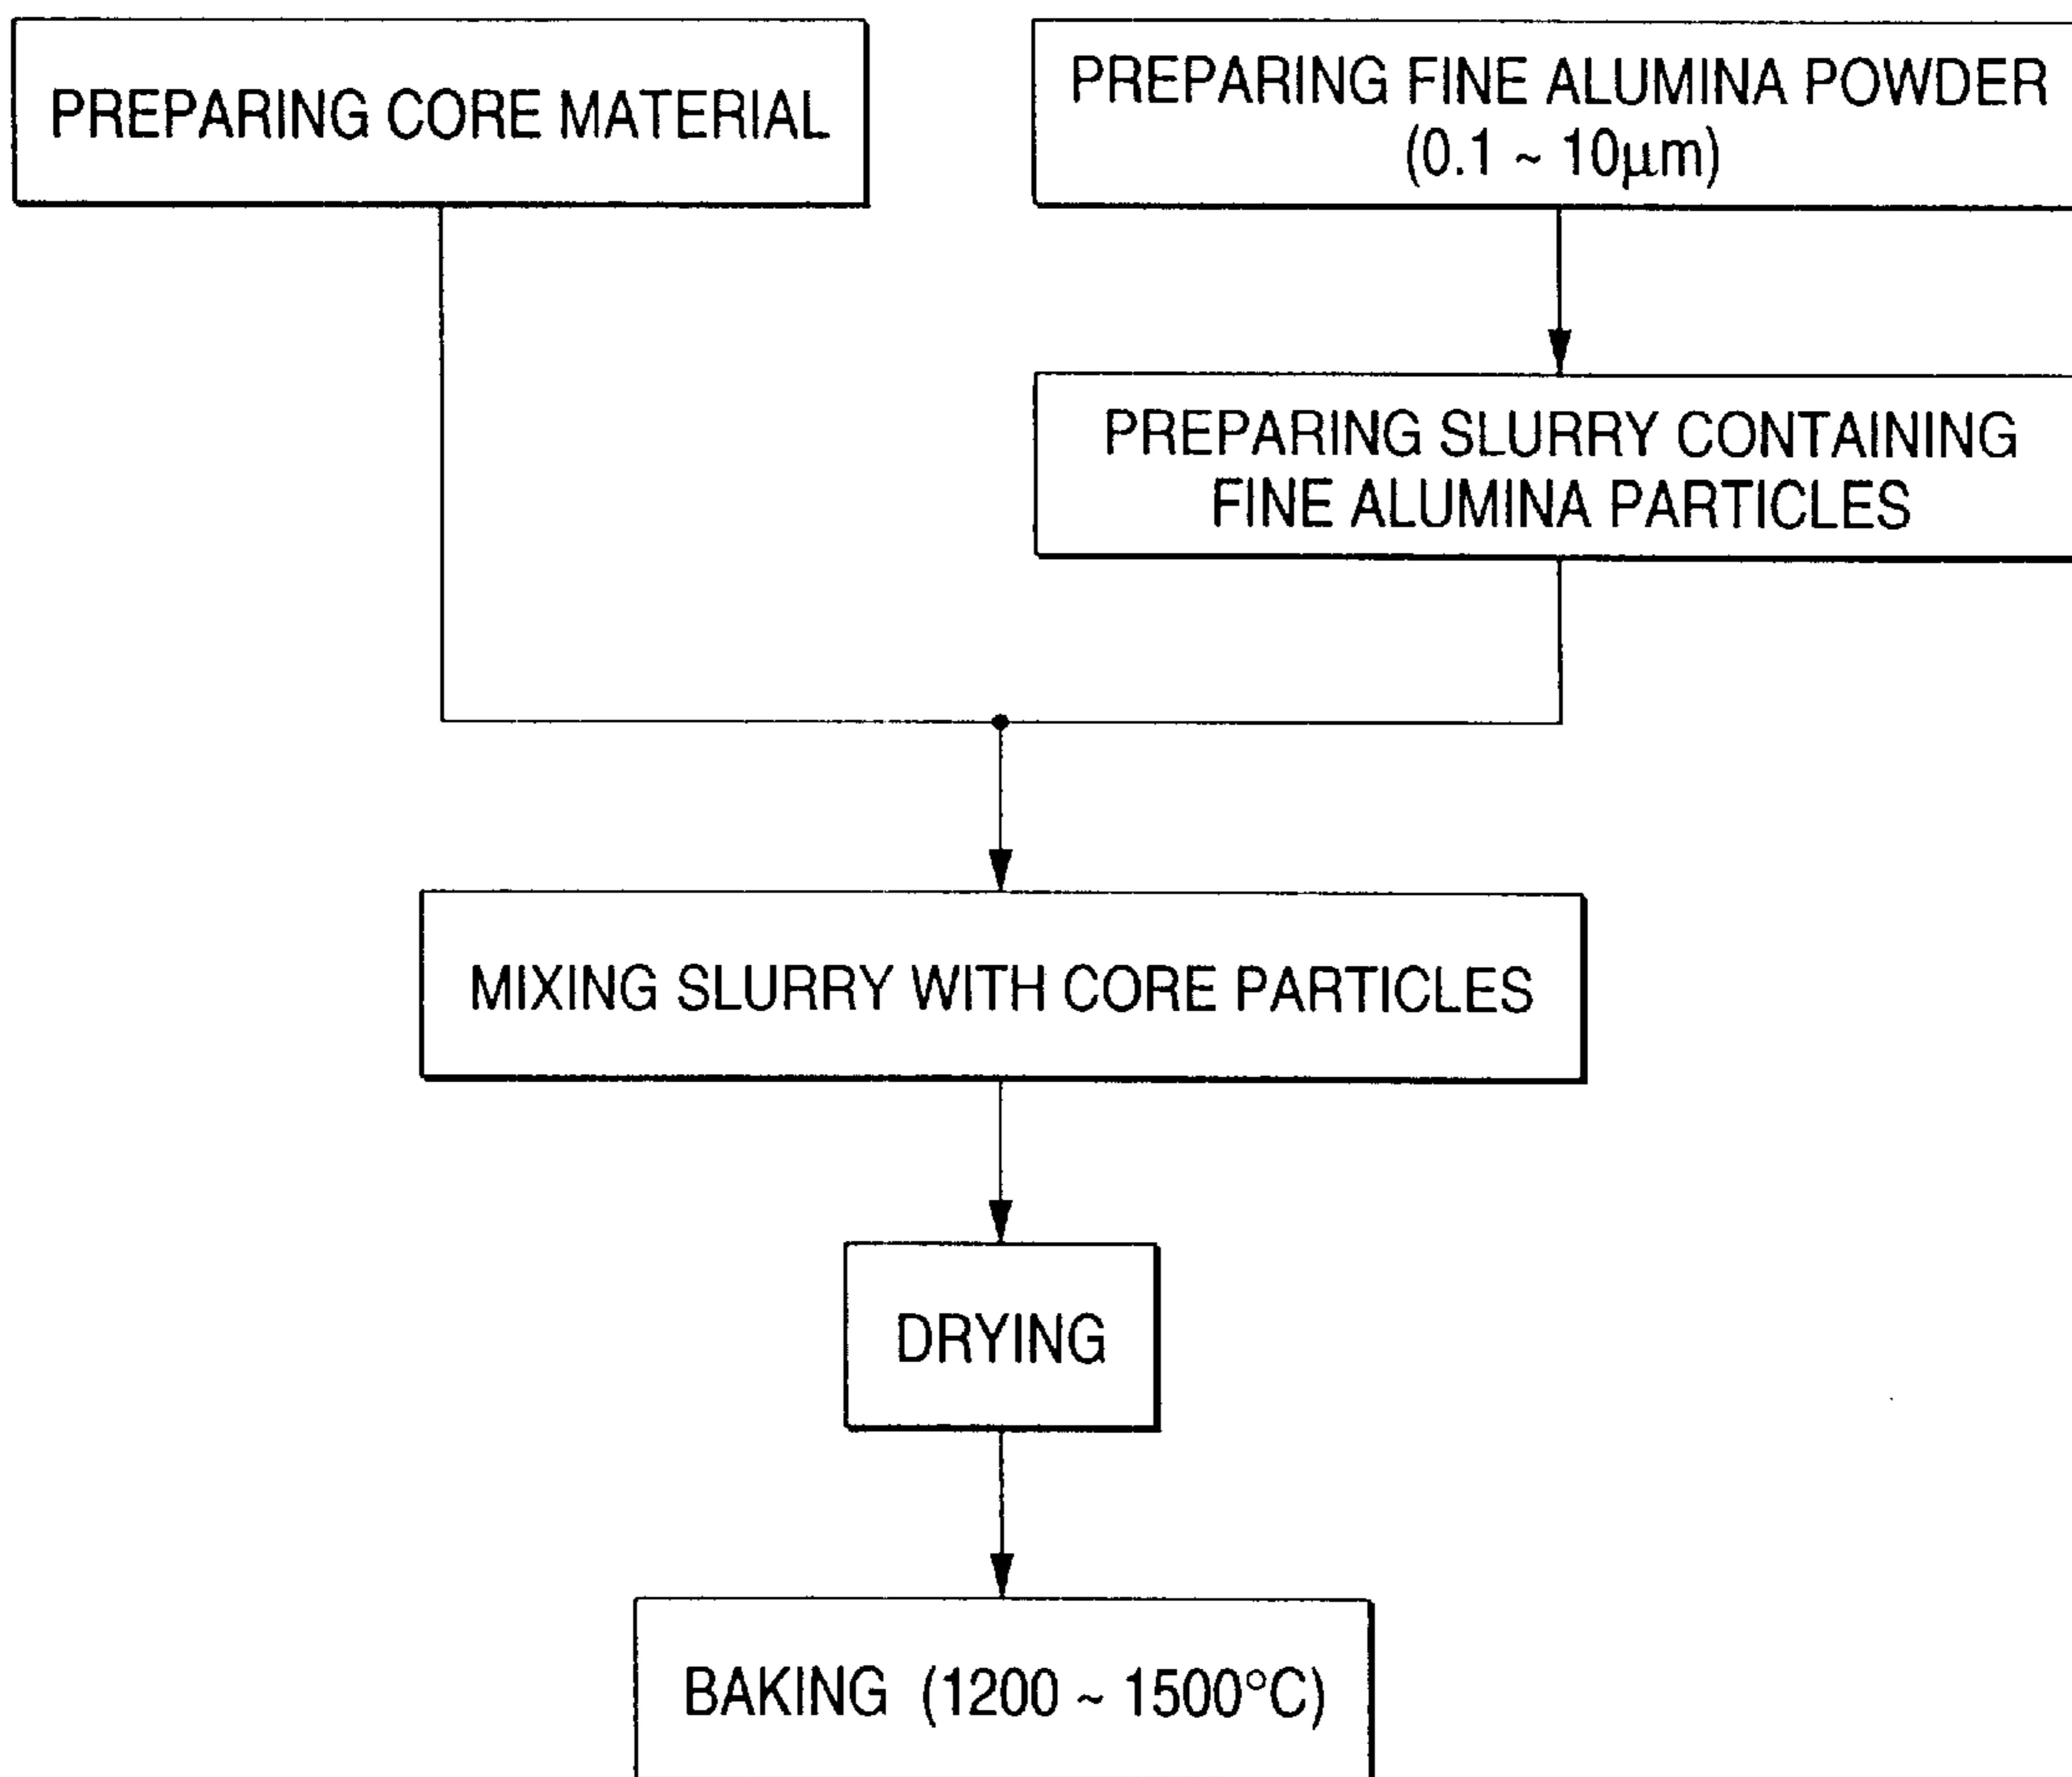 PREPARING CORE MATERIAL
PREPARING FINE ALUMINA POWDER
(0.1 ~ 10μm)
PREPARING SLURRY CONTAINING
FINE ALUMINA PARTICLES
MIXING SLURRY WITH CORE PARTICLES
DRYING
BAKING (1200 ~ 1500°C)